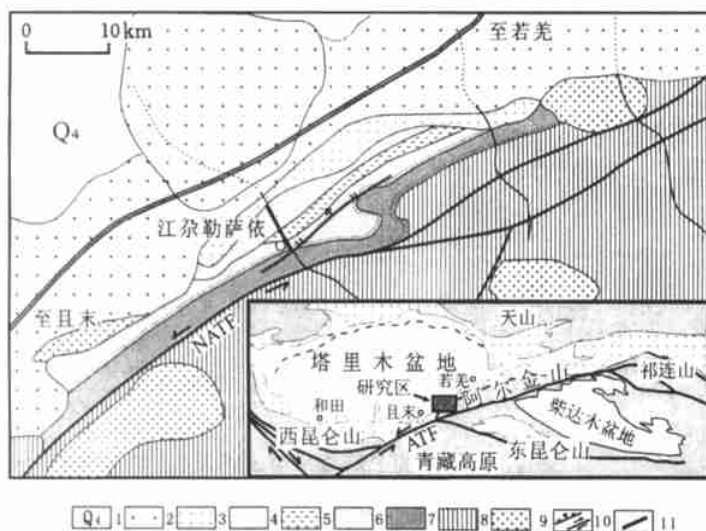 0 10 km
至若羌
Q₄
江尕勒萨依
至且末
NATF
天山
塔里木盆地
若羌
研究区
阿尔金山
祁连山
且末
和田
柴达木盆地
西昆仑山
ATF
东昆仑山
青藏高原
Q₄ 1 2 3 4 5 6 7 8 9 10 11